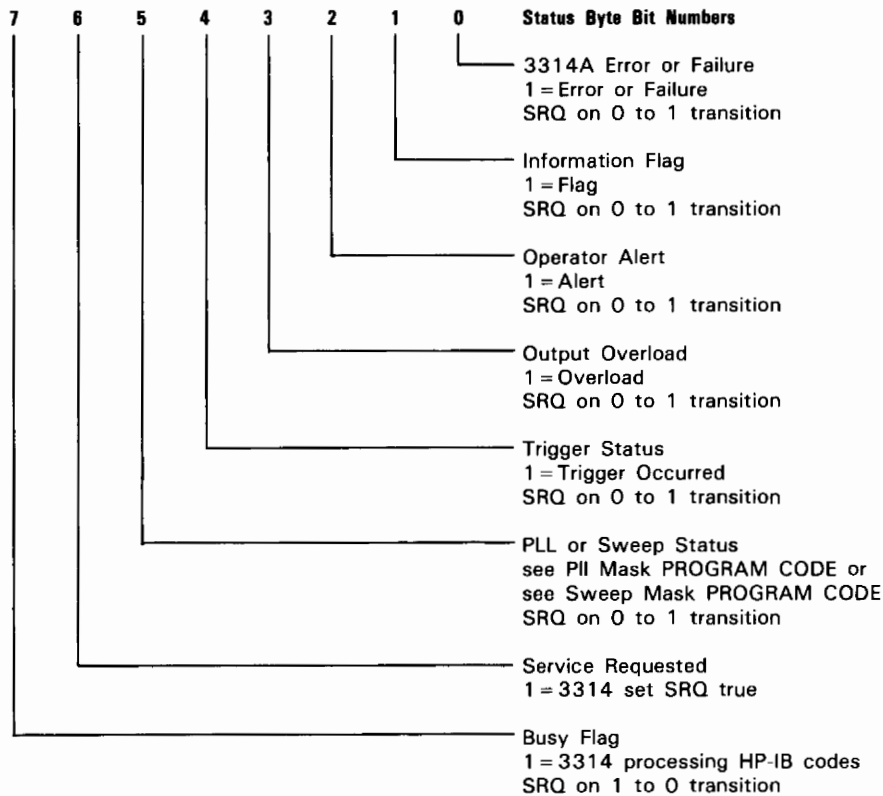 7 6 5 4 3 2 1 0 Status Byte Bit Numbers
3314A Error or Failure
1 = Error or Failure
SRQ on 0 to 1 transition
Information Flag
1 = Flag
SRQ on 0 to 1 transition
Operator Alert
1 = Alert
SRQ on 0 to 1 transition
Output Overload
1 = Overload
SRQ on 0 to 1 transition
Trigger Status
1 = Trigger Occurred
SRQ on 0 to 1 transition
PLL or Sweep Status
see Pll Mask PROGRAM CODE or
see Sweep Mask PROGRAM CODE
SRQ on 0 to 1 transition
Service Requested
1 = 3314 set SRQ true
Busy Flag
1 = 3314 processing HP-IB codes
SRQ on 1 to 0 transition